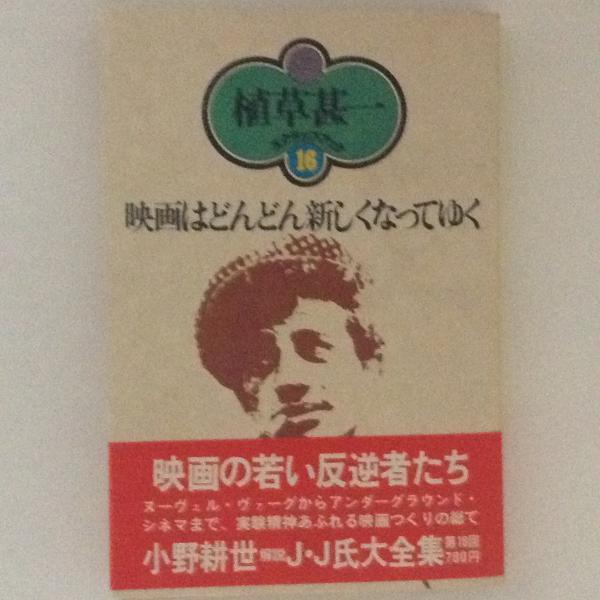 植草甚一
16
映画はどんどん新しくなってゆく
映画の若い反逆者たち
ヌーヴェル・ヴァーグからアンダーグラウンド・
シネマまで、実験精神あふれる映画つくりの総て
小野耕世解説J・J氏大全集第18回
780円